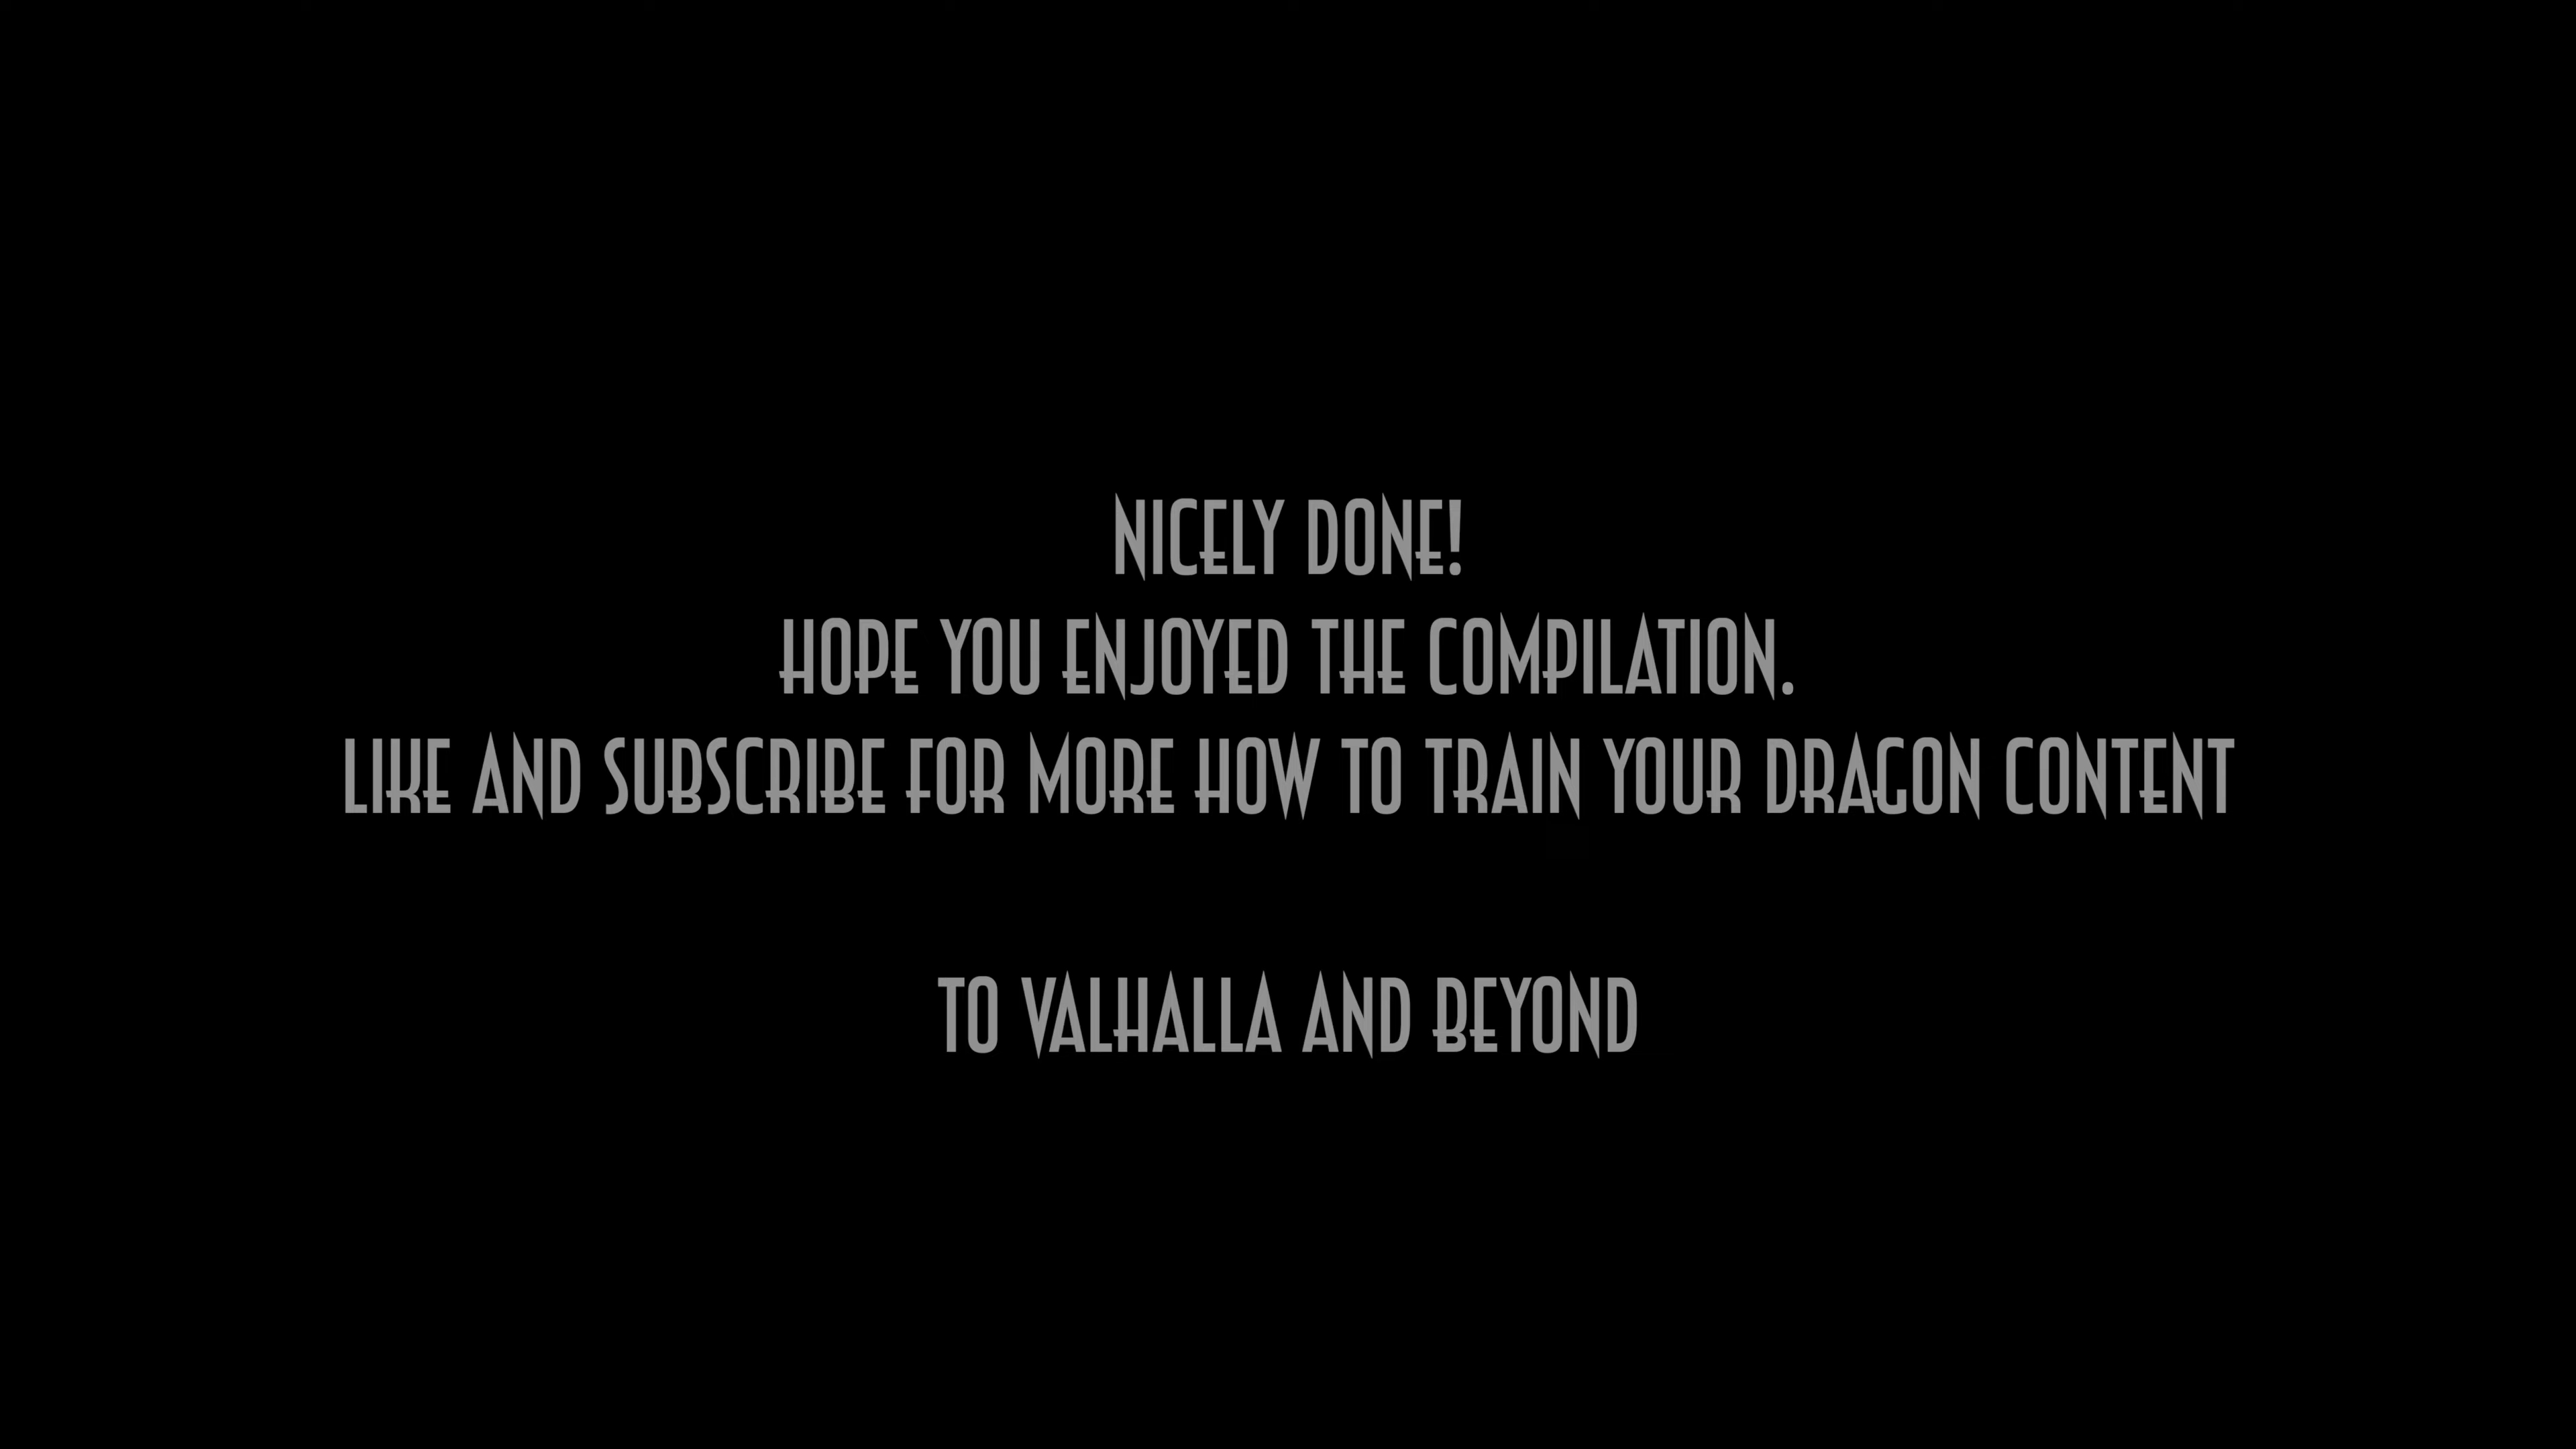 NICELY DONE!
HOPE YOU ENJOYED THE COMPILATION.
LIKE AND SUBSCRIBE FOR MORE HOW TO TRAIN YOUR DRAGON CONTENT
TO VALHALLA AND BEYOND